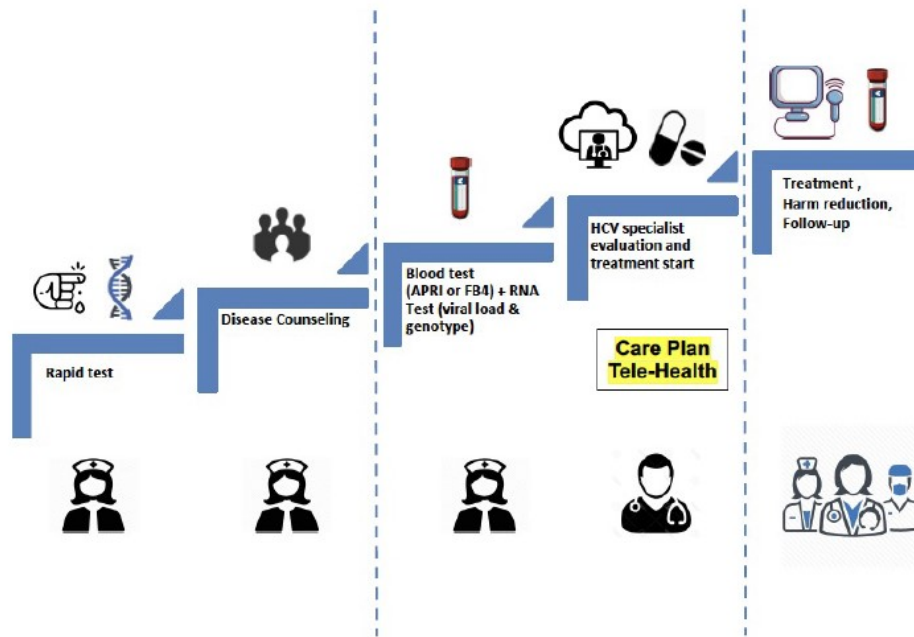 Rapid test
Disease Counseling
Blood test
(APRI or FB4) + RNA
Test (viral load &
genotype)
HCV specialist
evaluation and
treatment start
Care Plan
Tele-Health
Treatment ,
Harm reduction,
Follow-up